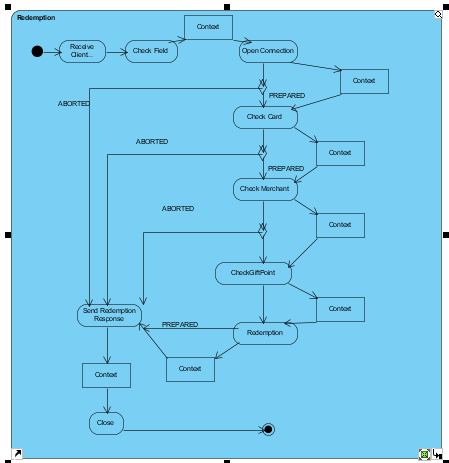 Redemption
Context
Receive
Client...
Check Field
Open Connection
Context
PREPARED
ABORTED
Check Card
ABORTED
Context
PREPARED
Check Merchant
ABORTED
Context
CheckGiftPoint
Context
Send Redemption
Response
PREPARED
Redemption
Context
Context
Close